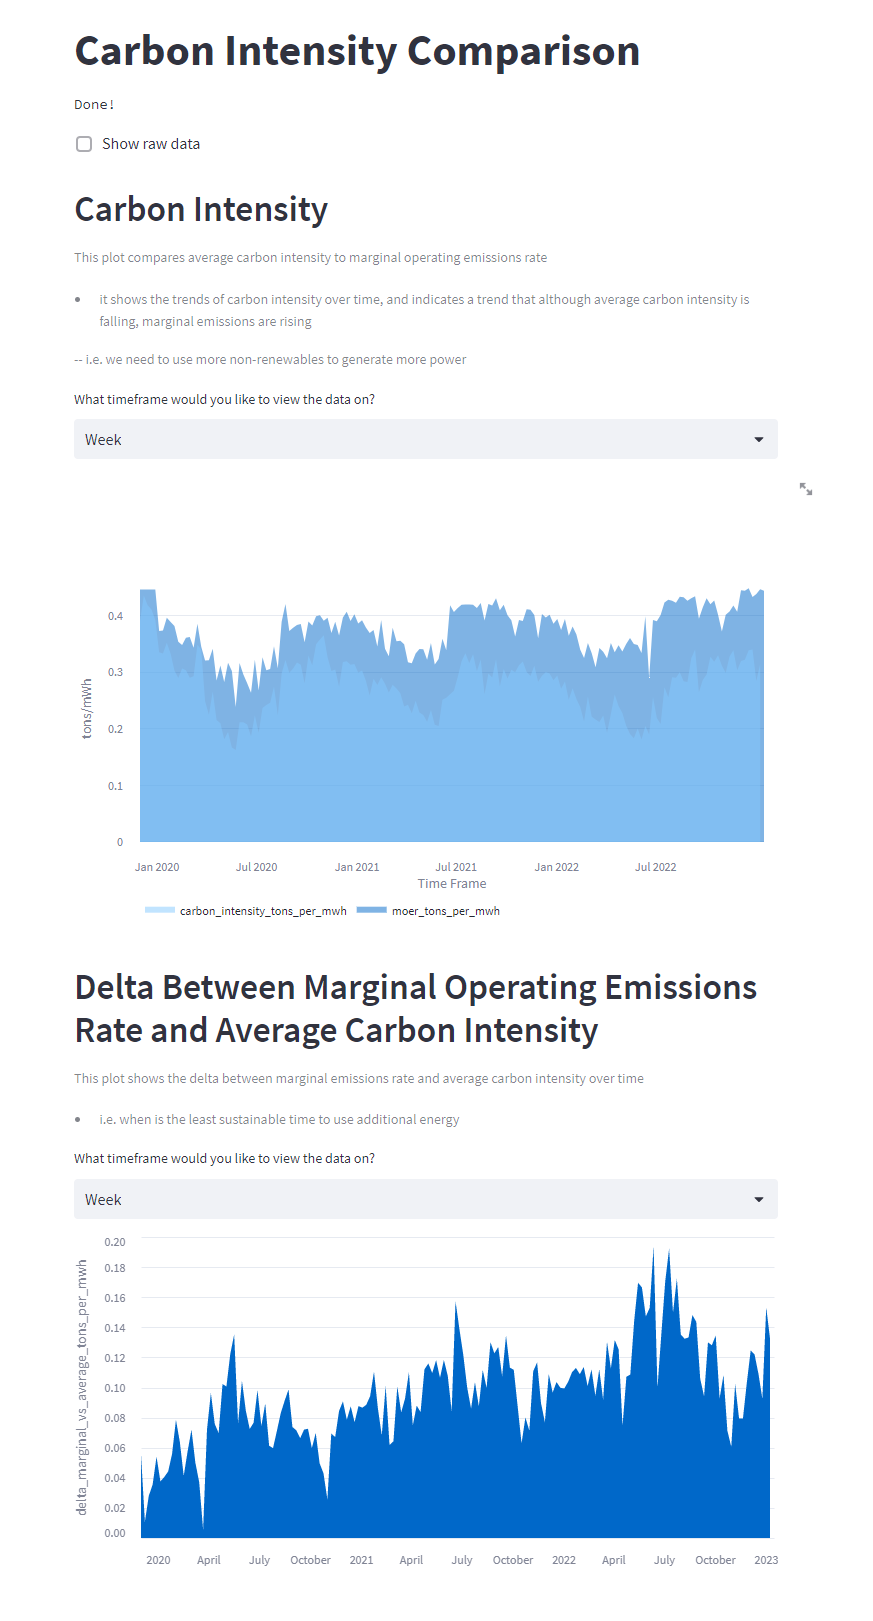 Carbon Intensity Comparison
Done!
Show raw data
Carbon Intensity
This plot compares average carbon intensity to marginal operating emissions rate
it shows the trends of carbon intensity over time, and indicates a trend that although average carbon intensity is
falling, marginal emissions are rising
-- i.e. we need to use more non-renewables to generate more power
What timeframe would you like to view the data on?
Week
tons/mWh
0.4
0.3
0.2
0.1
0
Jan 2020 Jul 2020 Jan 2021 Jul 2021 Jan 2022 Jul 2022
Time Frame
carbon_intensity_tons_per_mwh moer_tons_per_mwh
Delta Between Marginal Operating Emissions
Rate and Average Carbon Intensity
This plot shows the delta between marginal emissions rate and average carbon intensity over time
i.e. when is the least sustainable time to use additional energy
What timeframe would you like to view the data on?
Week
delta_marginal_vs_average_tons_per_mwh
0.20
0.18
0.16
0.14
0.12
0.10
0.08
0.06
0.04
0.02
0.00
2020 April July October 2021 April July October 2022 April July October 2023